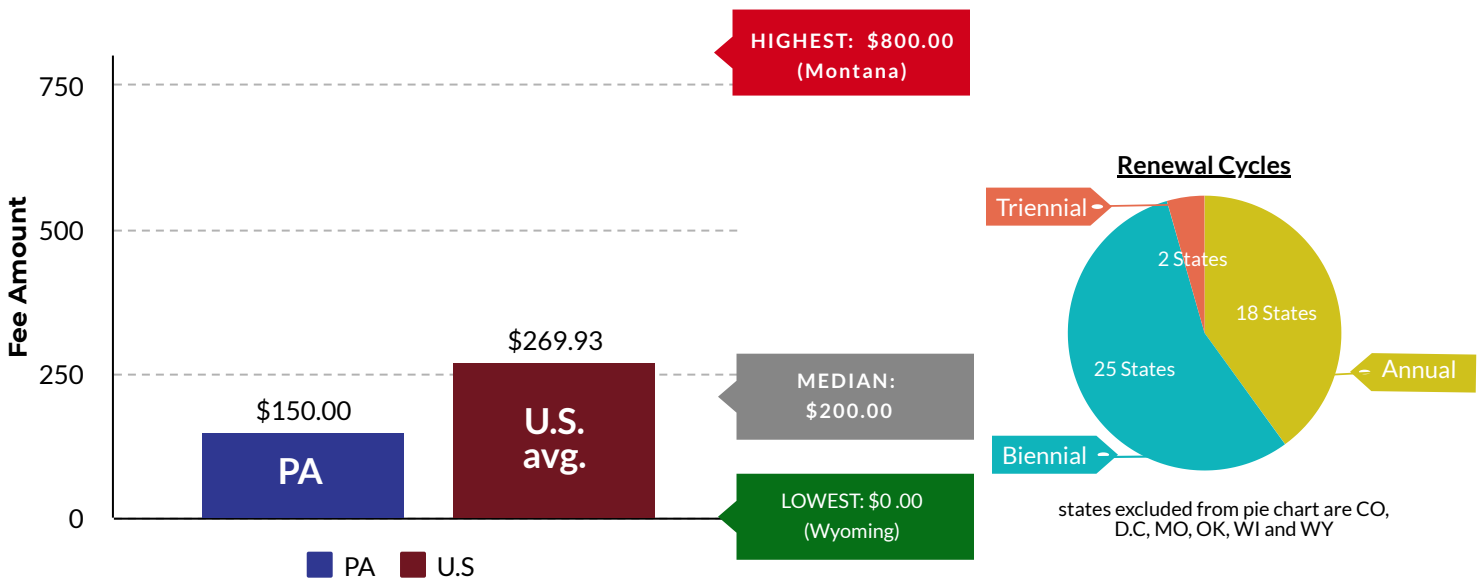 HIGHEST: $800.00
(Montana)
750
500
250
0
Fee Amount
$150.00
PA
$269.93
U.S.
avg.
MEDIAN:
$200.00
LOWEST: $0 .00
(Wyoming)
PA
U.S
Renewal Cycles
Triennial
2 States
18 States
25 States
Annual
Biennial
states excluded from pie chart are CO,
D.C, MO, OK, WI and WY